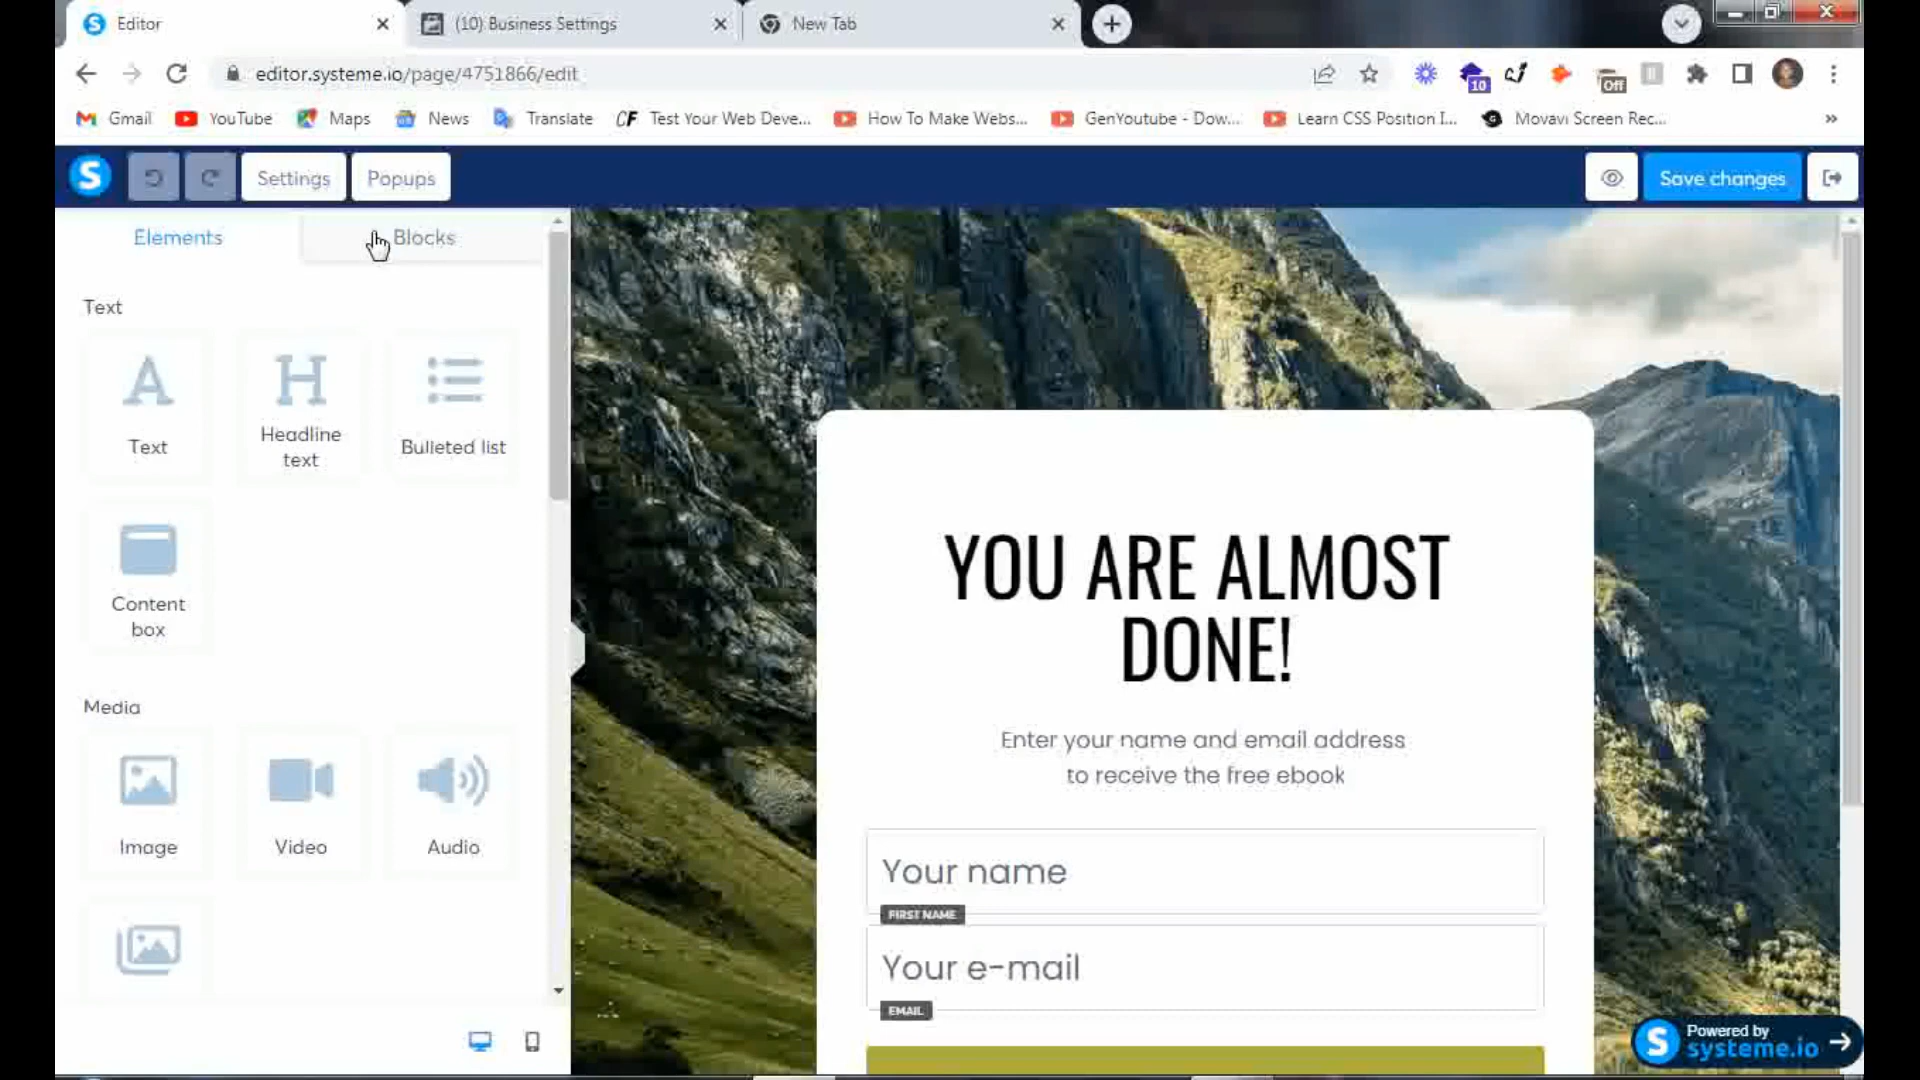 Editor
(10) Business Settings
New Tab
editor.systeme.io/page/4751866/edit
10
Off
Gmail
YouTube
Maps
News
Translate
CF Test Your Web Deve...
How To Make Webs...
GenYoutube - Dow...
Learn CSS Position I...
Movavi Screen Rec...
»
S
Settings
Popups
Save changes
Elements
Blocks
Text
A
H
Text
Headline
text
Bulleted list
Content
box
Media
Image
Video
Audio
YOU ARE ALMOST
DONE!
Enter your name and email address
to receive the free ebook
Your name
FIRST NAME
Your e-mail
EMAIL
S
Powered by
systeme.io